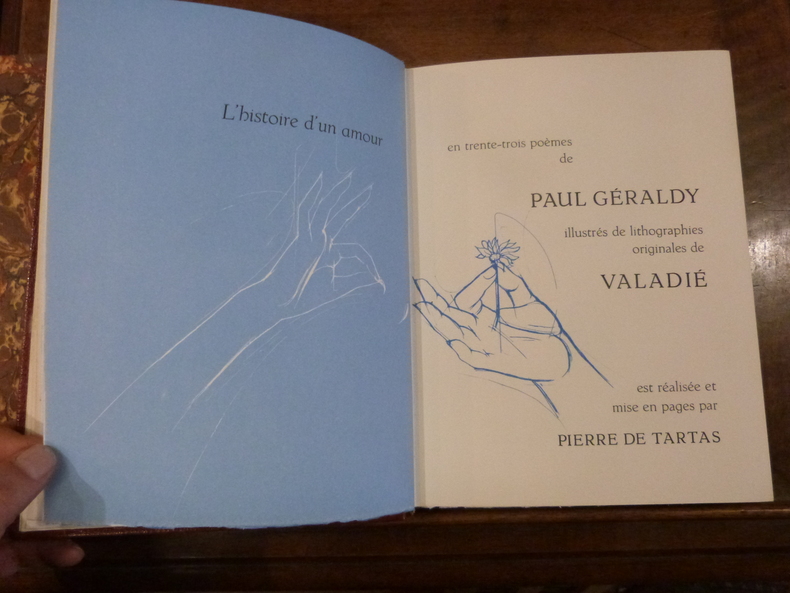 L'histoire d'un amour
en trente-trois poèmes
de
PAUL GÉRALDY
illustrés de lithographies
originales de
VALADIÉ
est réalisée et
mise en pages par
PIERRE DE TARTAS